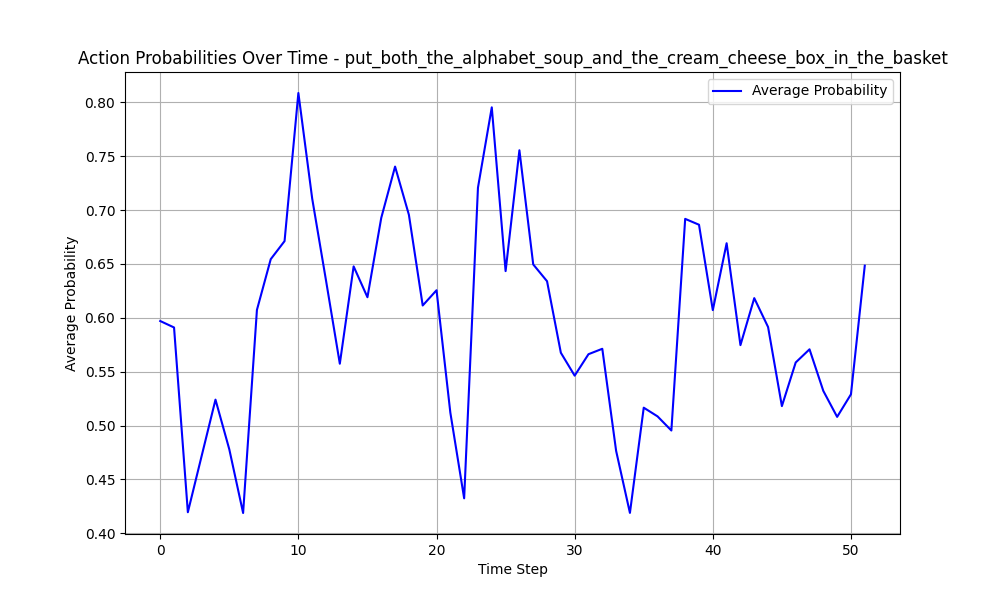 Action Probabilities Over Time - put_both_the_alphabet_soup_and_the_cream_cheese_box_in_the_basket
Average Probability
0.80
0.75
0.70
0.65
0.60
0.55
0.50
0.45
0.40
Average Probability
0 10 20 30 40 50
Time Step